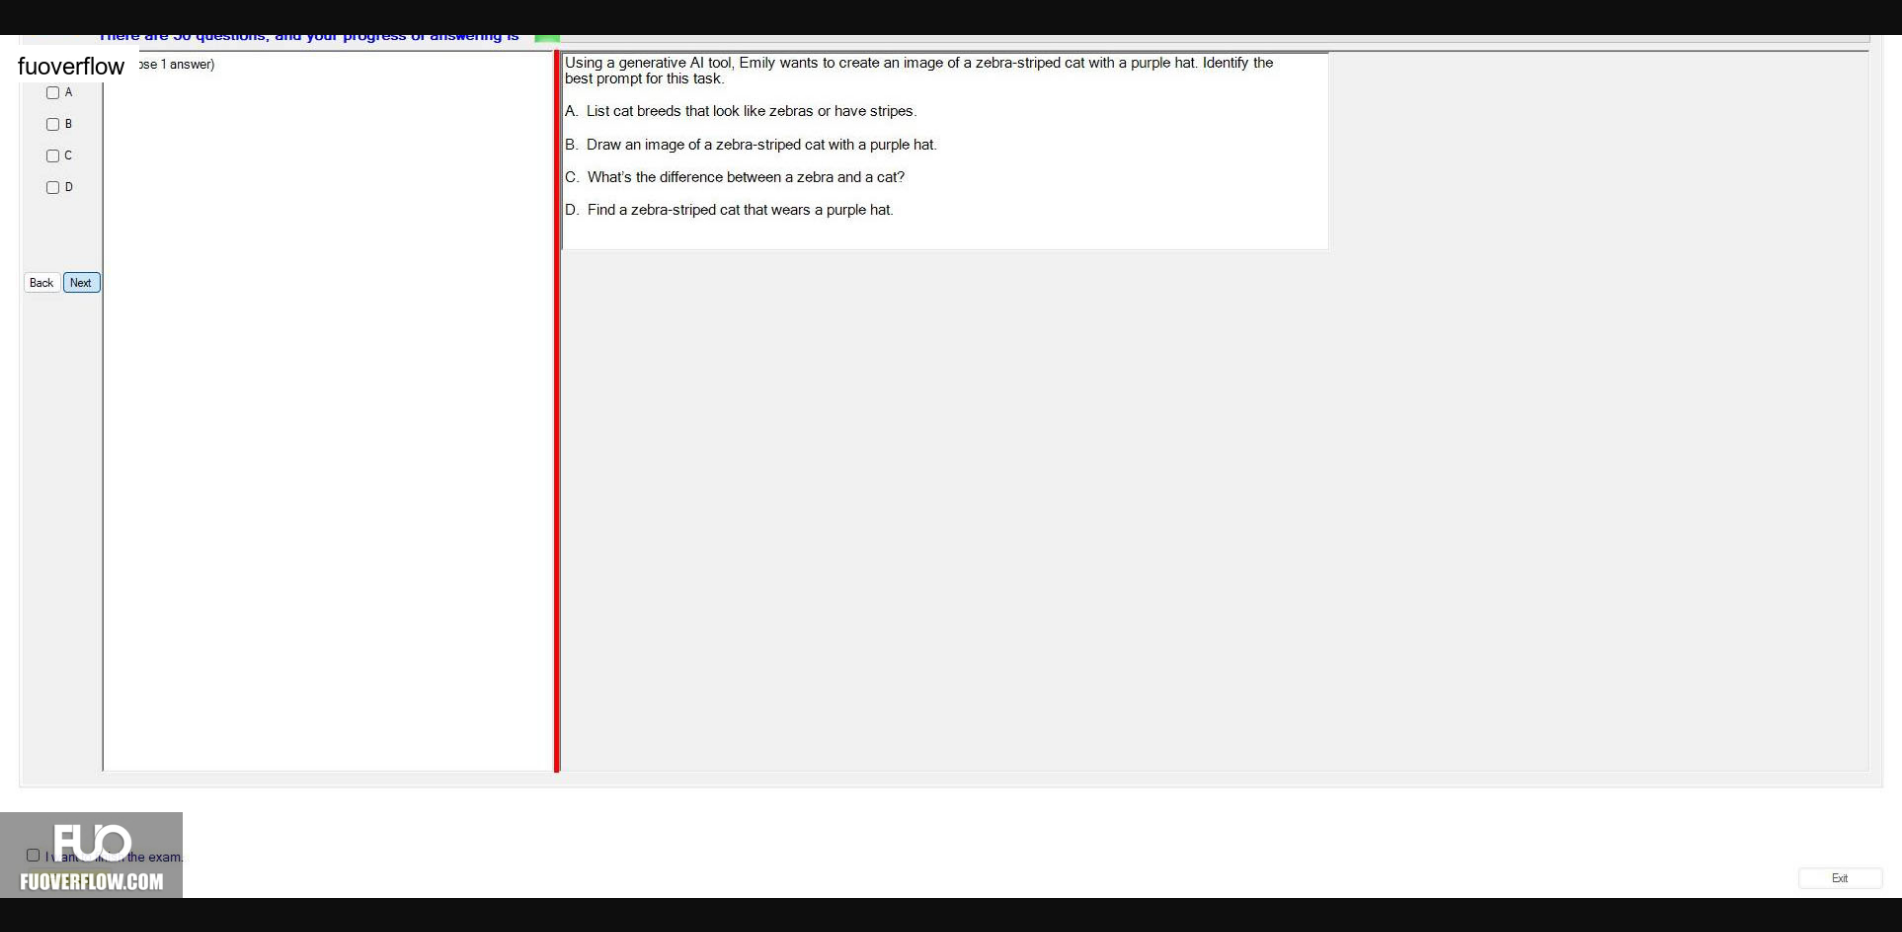 There are 50 questions, and your progress of answering is
fuoverflow
ose 1 answer)
A
B
C
D
Back Next
Using a generative AI tool, Emily wants to create an image of a zebra-striped cat with a purple hat. Identify the
best prompt for this task.
A. List cat breeds that look like zebras or have stripes.
B. Draw an image of a zebra-striped cat with a purple hat.
C. What's the difference between a zebra and a cat?
D. Find a zebra-striped cat that wears a purple hat.
FUO
I want the exam.
FUOVERFLOW.COM
Exit